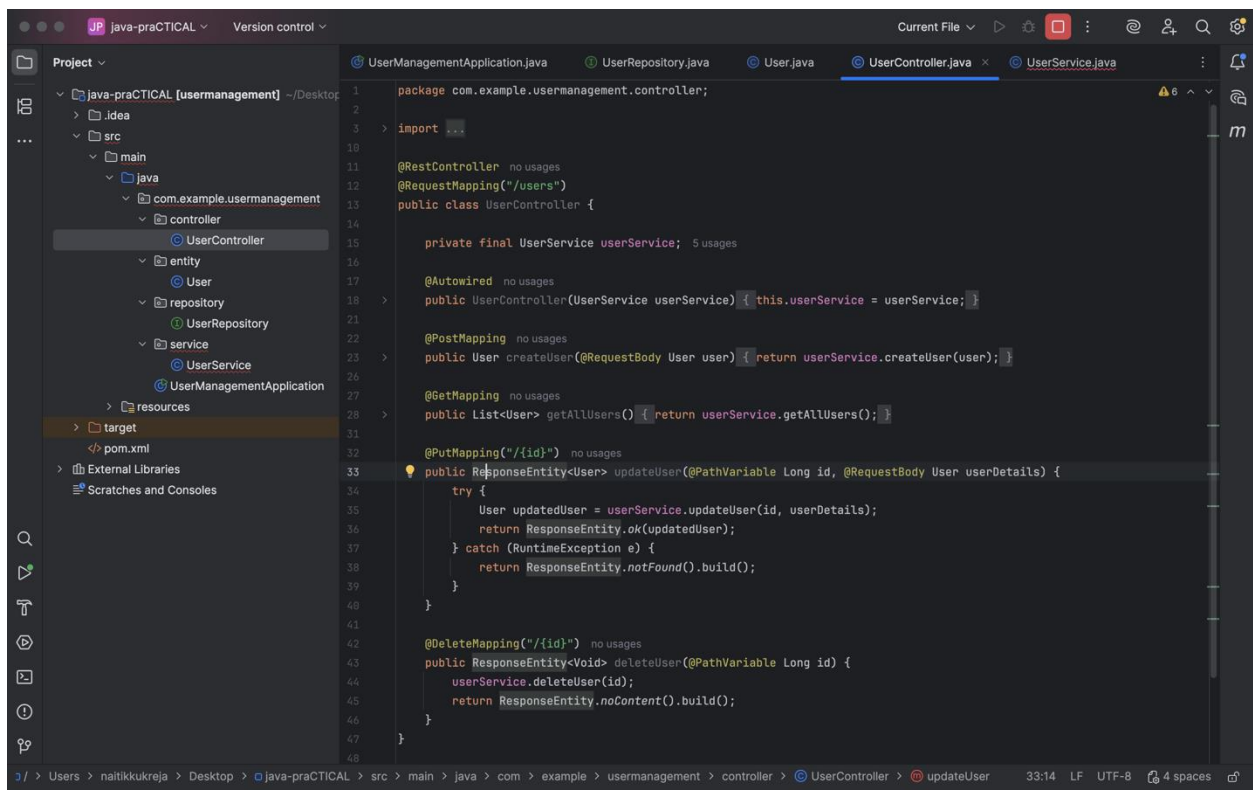 JP java-praCTICAL Version control Current File
Project
UserManagementApplication.java UserRepository.java User.java UserController.java UserService.java
java-praCTICAL [usermanagement] ~/Desktop
.idea
src
main
java
com.example.usermanagement
controller
UserController
entity
User
repository
UserRepository
service
UserService
UserManagementApplication
resources
target
pom.xml
External Libraries
Scratches and Consoles
m
6
1 package com.example.usermanagement.controller;
2
3 import ...
10
11 @RestController no usages
12 @RequestMapping("/users")
13 public class UserController {
14
15 private final UserService userService; 5 usages
16
17 @Autowired no usages
18 public UserController(UserService userService) { this.userService = userService; }
21
22 @PostMapping no usages
23 public User createUser(@RequestBody User user) { return userService.createUser(user); }
26
27 @GetMapping no usages
28 public List<User> getAllUsers() { return userService.getAllUsers(); }
31
32 @PutMapping("/{id}") no usages
33 public ResponseEntity<User> updateUser(@PathVariable Long id, @RequestBody User userDetails) {
34 try {
35 User updatedUser = userService.updateUser(id, userDetails);
36 return ResponseEntity.ok(updatedUser);
37 } catch (RuntimeException e) {
38 return ResponseEntity.notFound().build();
39 }
40 }
41
42 @DeleteMapping("/{id}") no usages
43 public ResponseEntity<Void> deleteUser(@PathVariable Long id) {
44 userService.deleteUser(id);
45 return ResponseEntity.noContent().build();
46 }
47 }
48
/ > Users > naitikkukreja > Desktop > java-praCTICAL > src > main > java > com > example > usermanagement > controller > UserController > updateUser 33:14 LF UTF-8 4 spaces